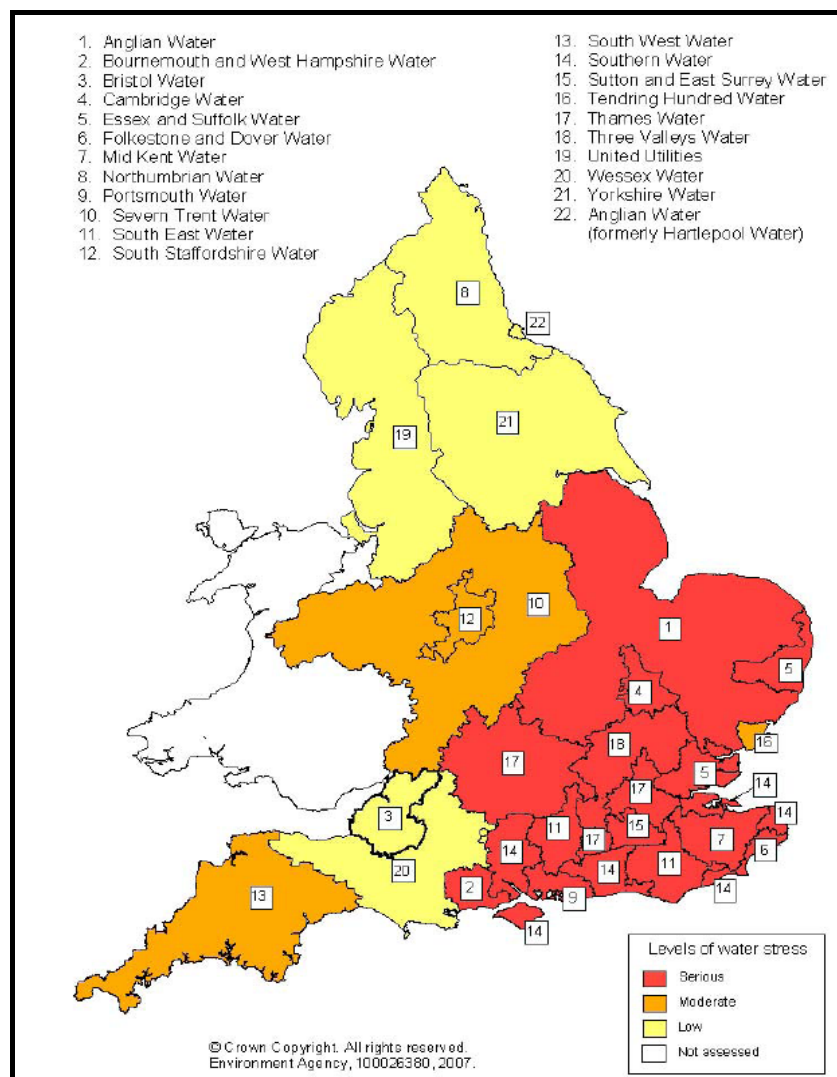 1. Anglian Water
2. Bournemouth and West Hampshire Water
3. Bristol Water
4. Cambridge Water
5. Essex and Suffolk Water
6. Folkestone and Dover Water
7. Mid Kent Water
8. Northumbrian Water
9. Portsmouth Water
10. Severn Trent Water
11. South East Water
12. South Staffordshire Water
13. South West Water
14. Southern Water
15. Sutton and East Surrey Water
16. Tendring Hundred Water
17. Thames Water
18. Three Valleys Water
19. United Utilities
20. Wessex Water
21. Yorkshire Water
22. Anglian Water
(formerly Hartlepool Water)
8
22
19
21
10
12
1
5
4
16
18
17
5
14
17
14
3
11
15
7
14
17
6
20
14
11
2
9
14
13
14
Levels of water stress
Serious
Moderate
Low
Not assessed
© Crown Copyright. All rights reserved.
Environment Agency, 100026380, 2007.